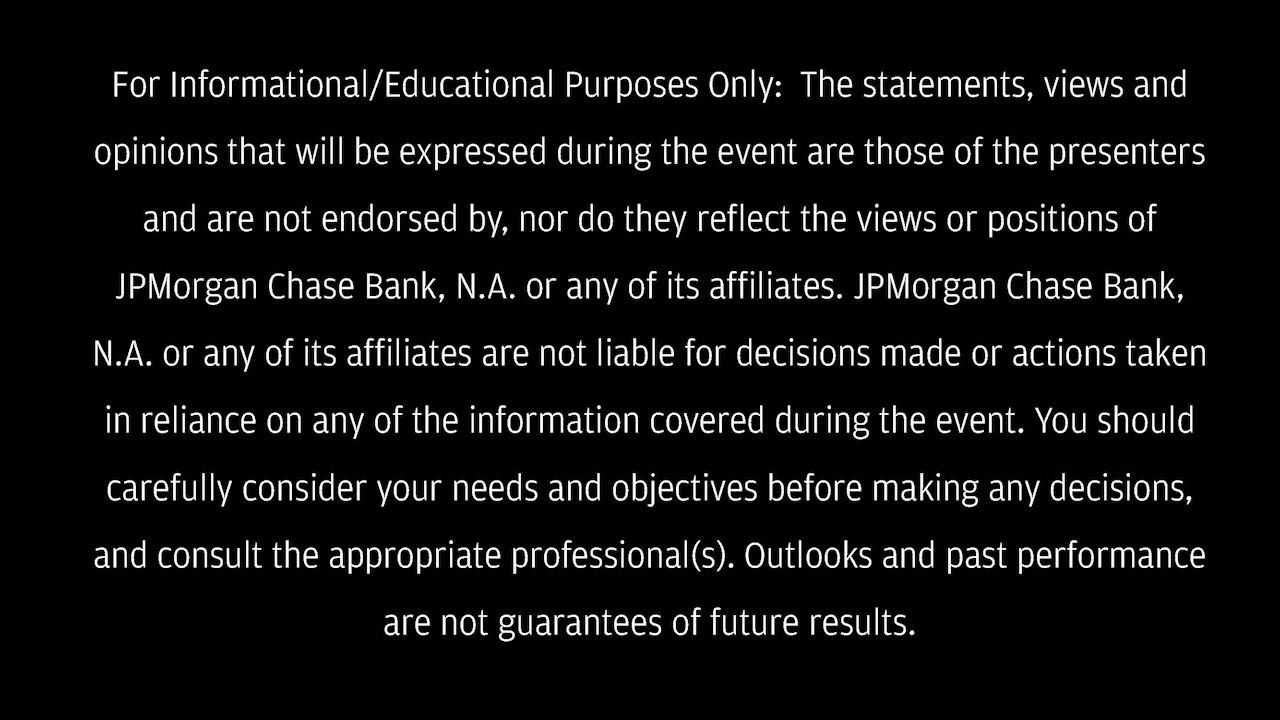 For Informational/Educational Purposes Only:  The statements, views and
opinions that will be expressed during the event are those of the presenters
and are not endorsed by, nor do they reflect the views or positions of
JPMorgan Chase Bank, N.A. or any of its affiliates. JPMorgan Chase Bank,
N.A. or any of its affiliates are not liable for decisions made or actions taken
in reliance on any of the information covered during the event. You should
carefully consider your needs and objectives before making any decisions,
and consult the appropriate professional(s). Outlooks and past performance
are not guarantees of future results.